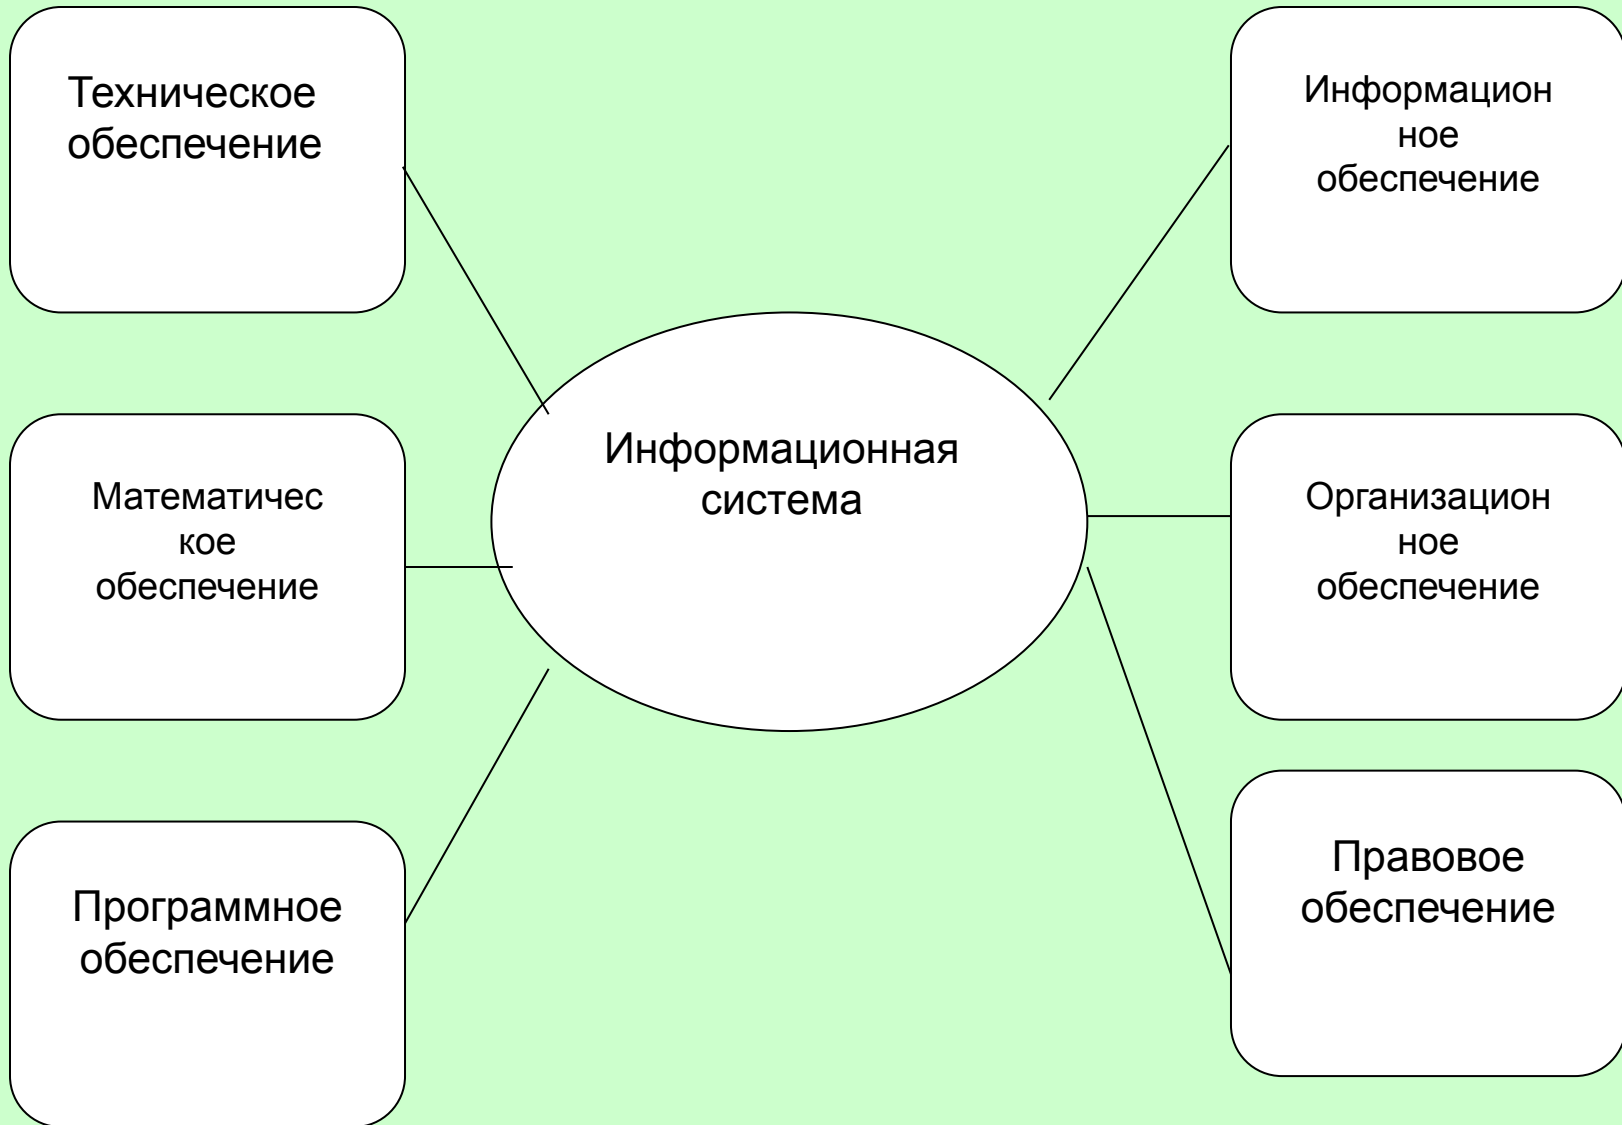 Техническое
обеспечение
Информацион
ное
обеспечение
Информационная
система
Математичес
кое
обеспечение
Организацион
ное
обеспечение
Программное
обеспечение
Правовое
обеспечение